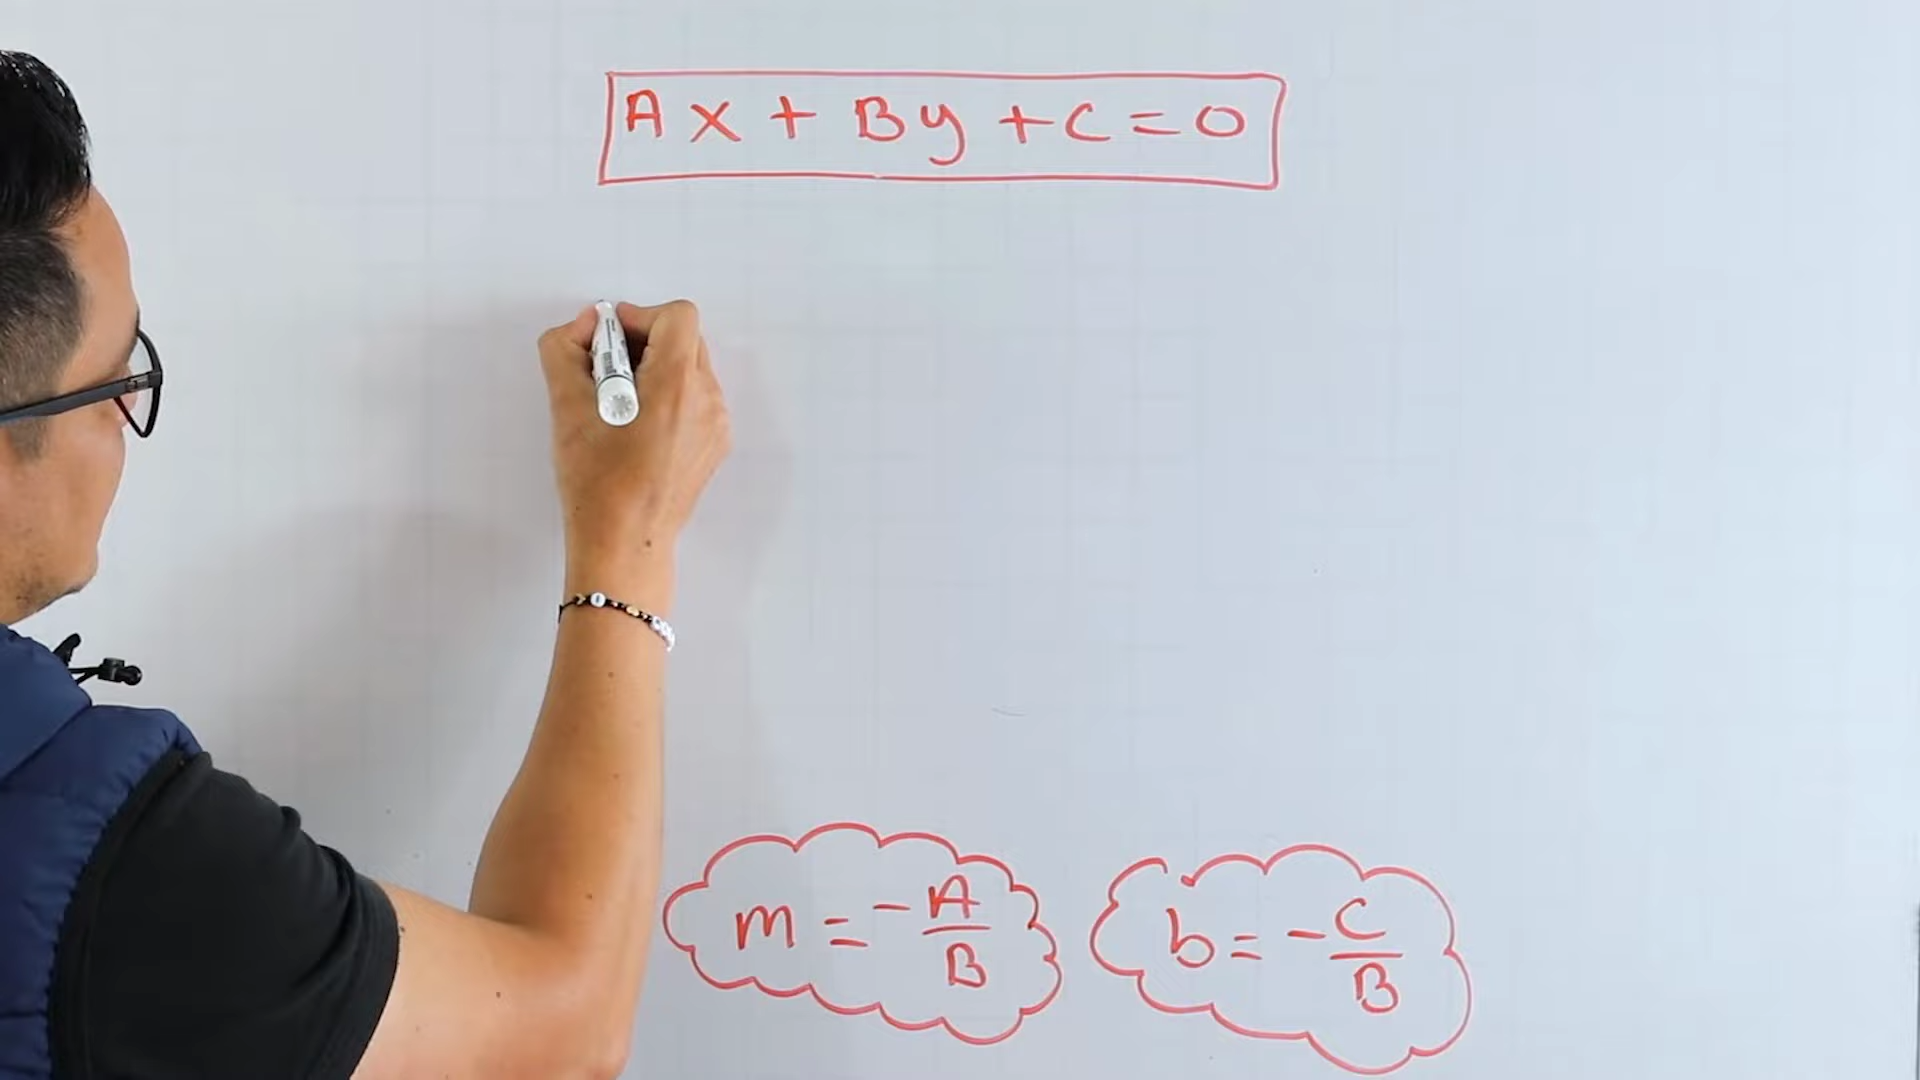 Ax + By + C = 0
m = -A/B
b = -C/B